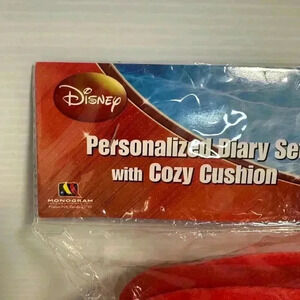 Disney
Personalized Diary Set
with Cozy Cushion
MONOGRAM